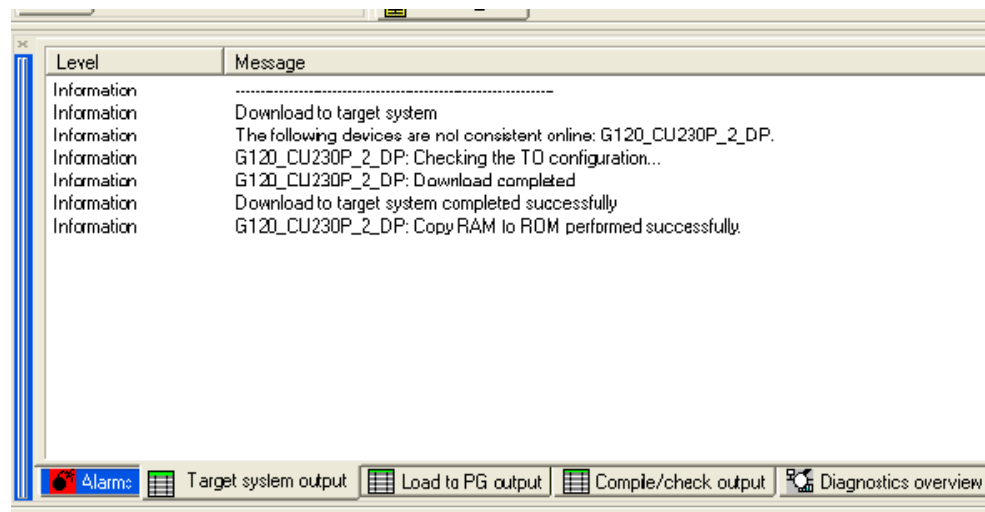 Level Message
Information ------------------------------------------------------------
Information Download to target system
Information The following devices are not consistent online: G120_CU230P_2_DP.
Information G120_CU230P_2_DP: Checking the TO configuration...
Information G120_CU230P_2_DP: Download completed
Information Download to target system completed successfully
Information G120_CU230P_2_DP: Copy RAM to ROM performed successfully.
Alarms Target system output Load to PG output Compile/check output Diagnostics overview